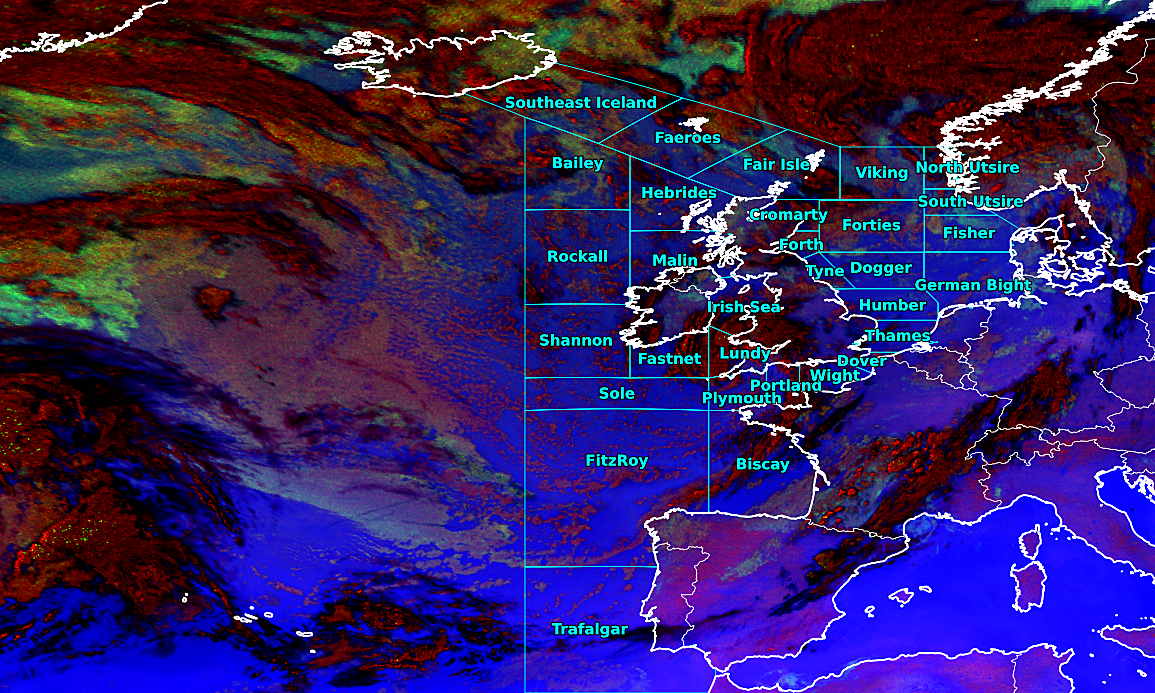 Southeast Iceland
Faeroes
Bailey
Fair Isle
Viking
North Utsire
Hebrides
South Utsire
Cromarty
Forties
Fisher
Forth
Rockall
Malin
Tyne
Dogger
German Bight
Irish Sea
Humber
Shannon
Thames
Fastnet
Lundy
Dover
Wight
Portland
Sole
Plymouth
FitzRoy
Biscay
Trafalgar